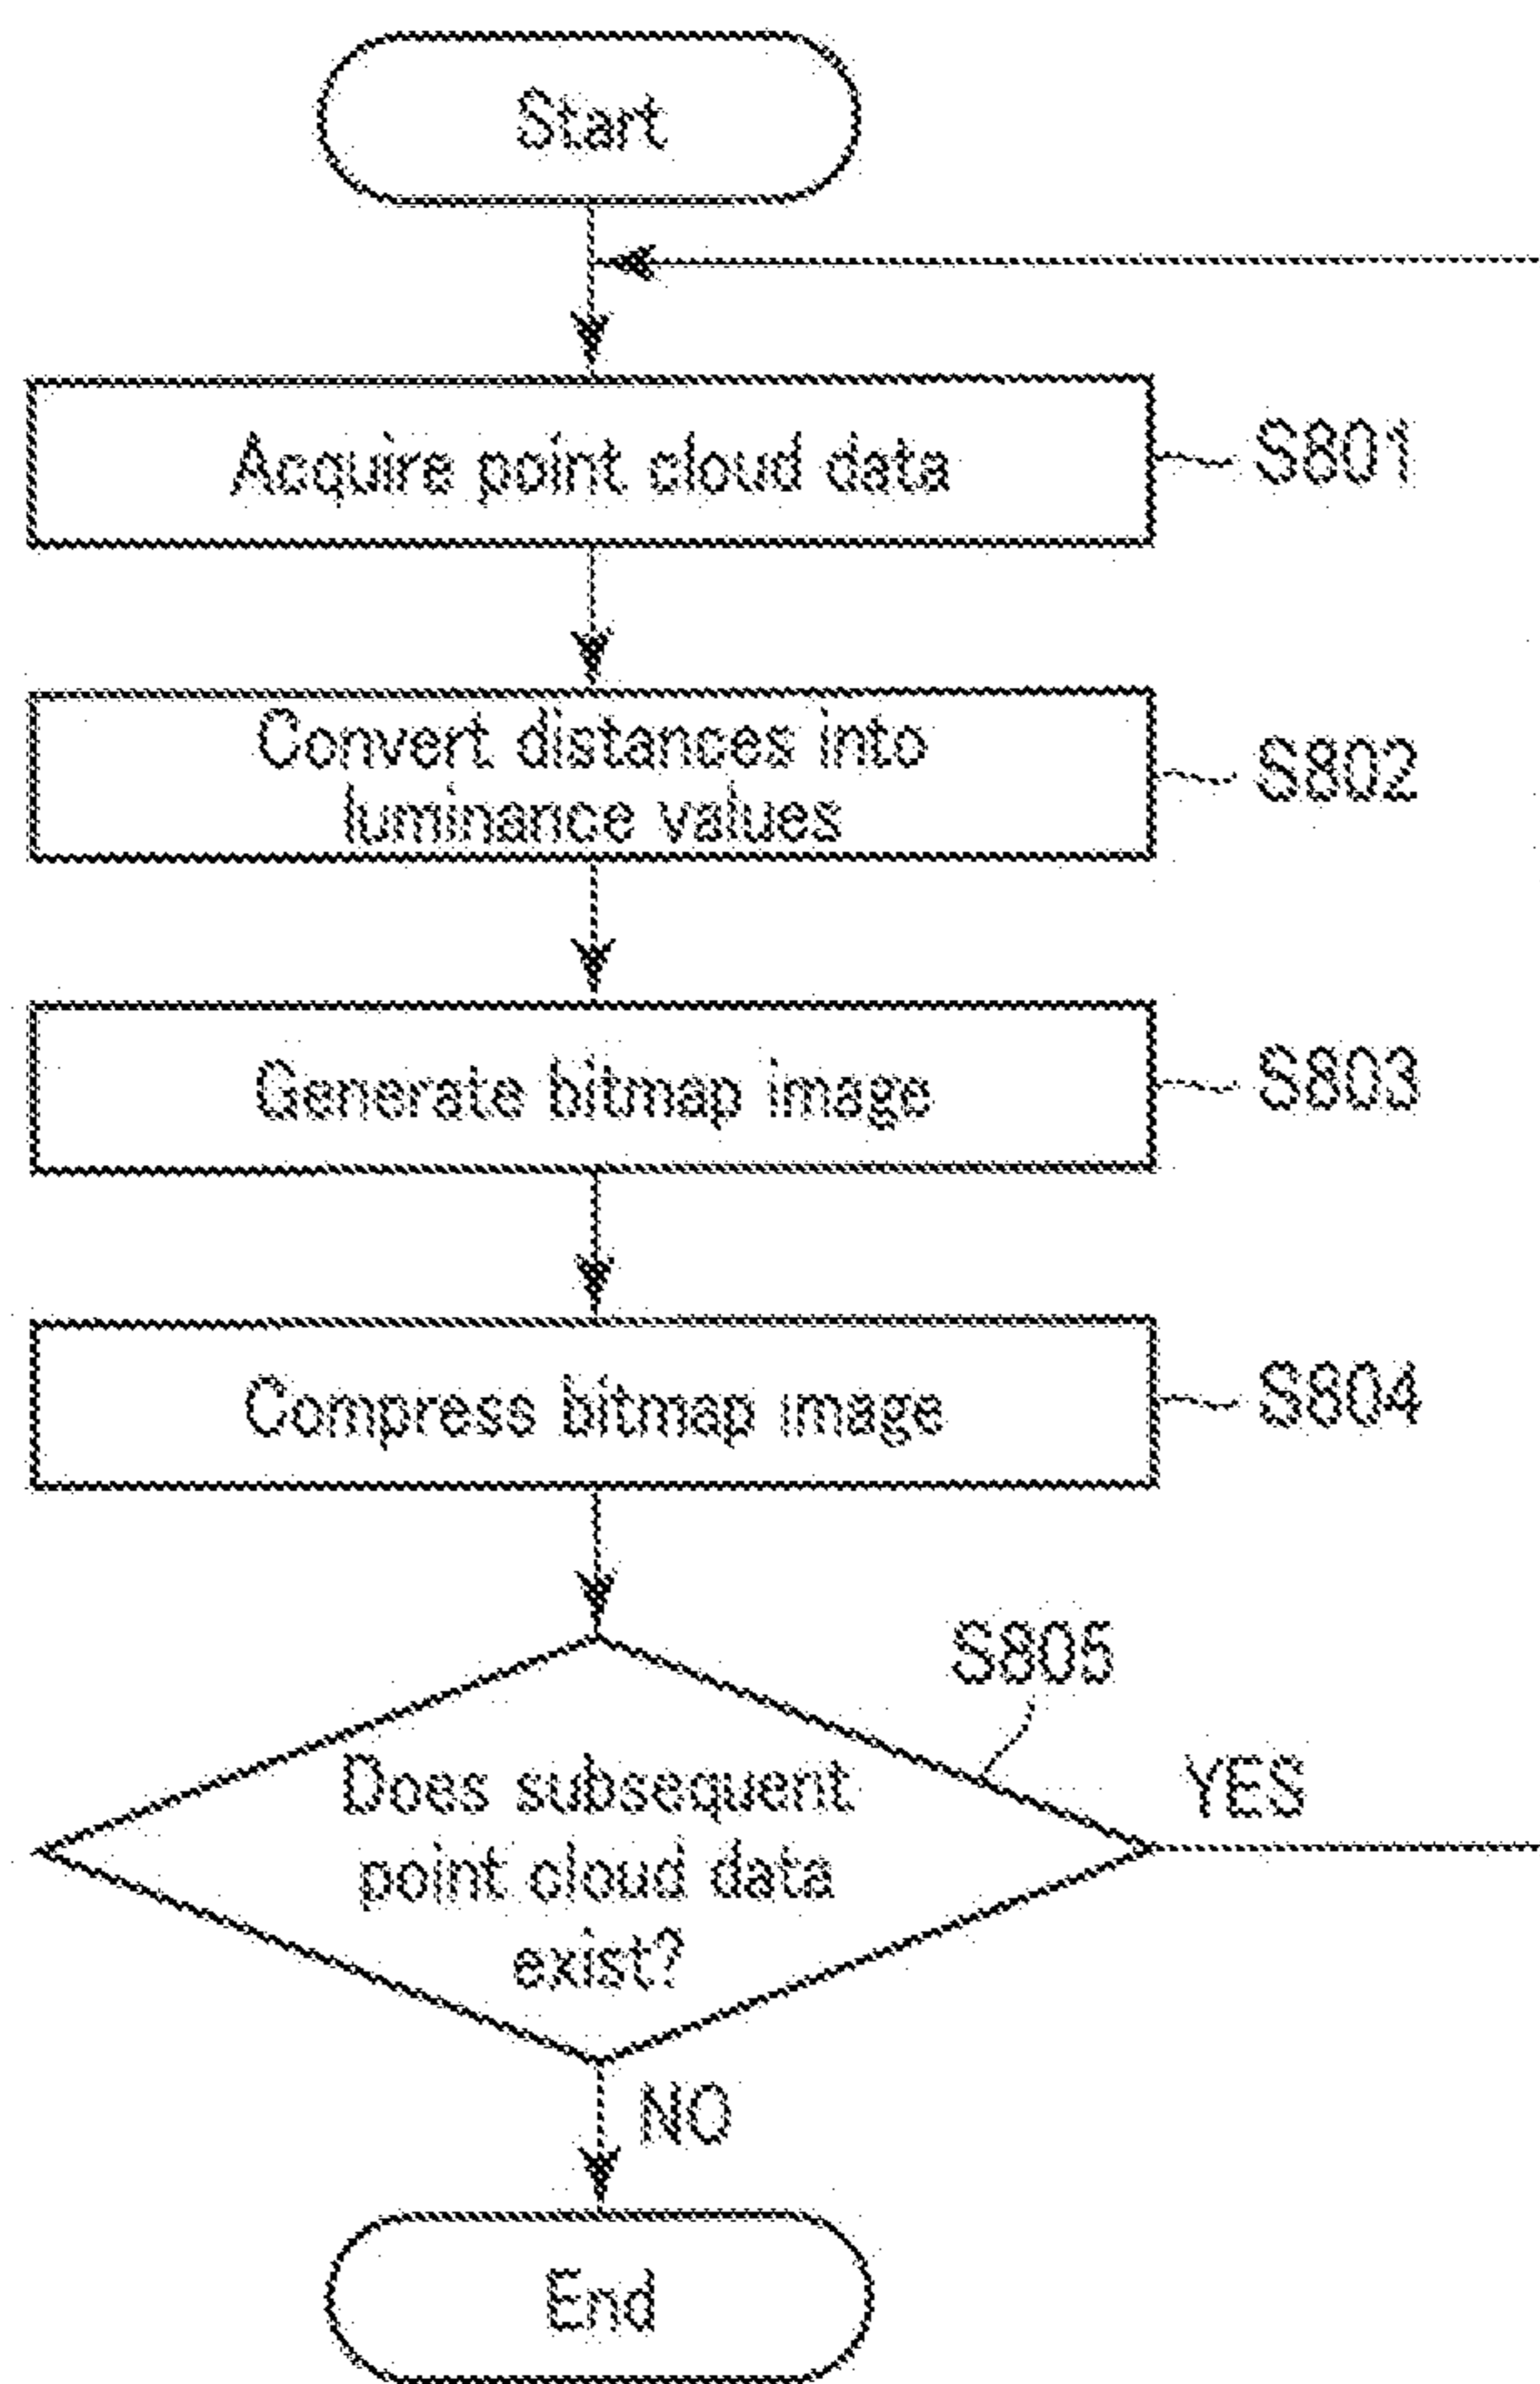 Start
Acquire point cloud data
S801
Convert distances into
luminance values
S802
Generate bitmap image
S803
Compress bitmap image
S804
S805
Does subsequent
point cloud data
exist?
YES
NO
End